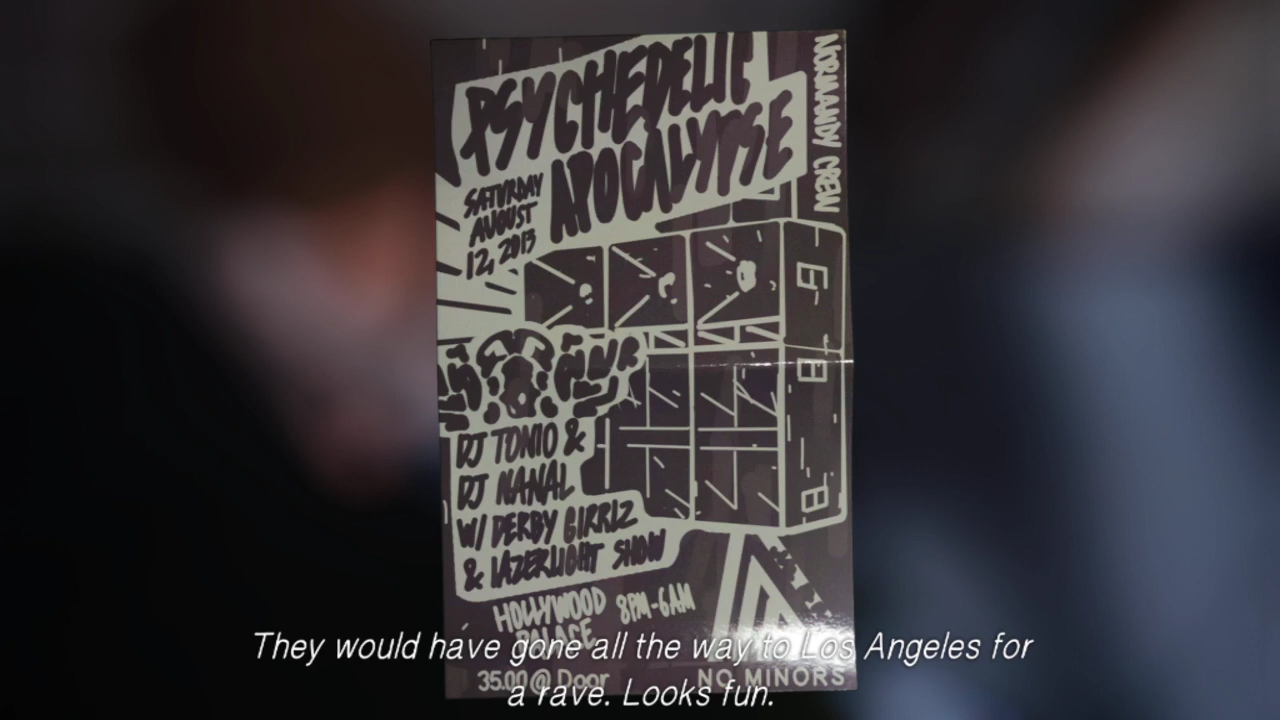 PSYCHEDELIC
APOCALYPSE
NORMANDY CREW
SATURDAY
AUGUST
12, 2013
DJ TONIO &
DJ NANAL
W/ DERBY GIRRLZ
& LAZERLIGHT SHOW
HOLLYWOOD
PALACE
8PM-6AM
35.00 @ Door
NO MINORS
They would have gone all the way to Los Angeles for
a rave. Looks fun.